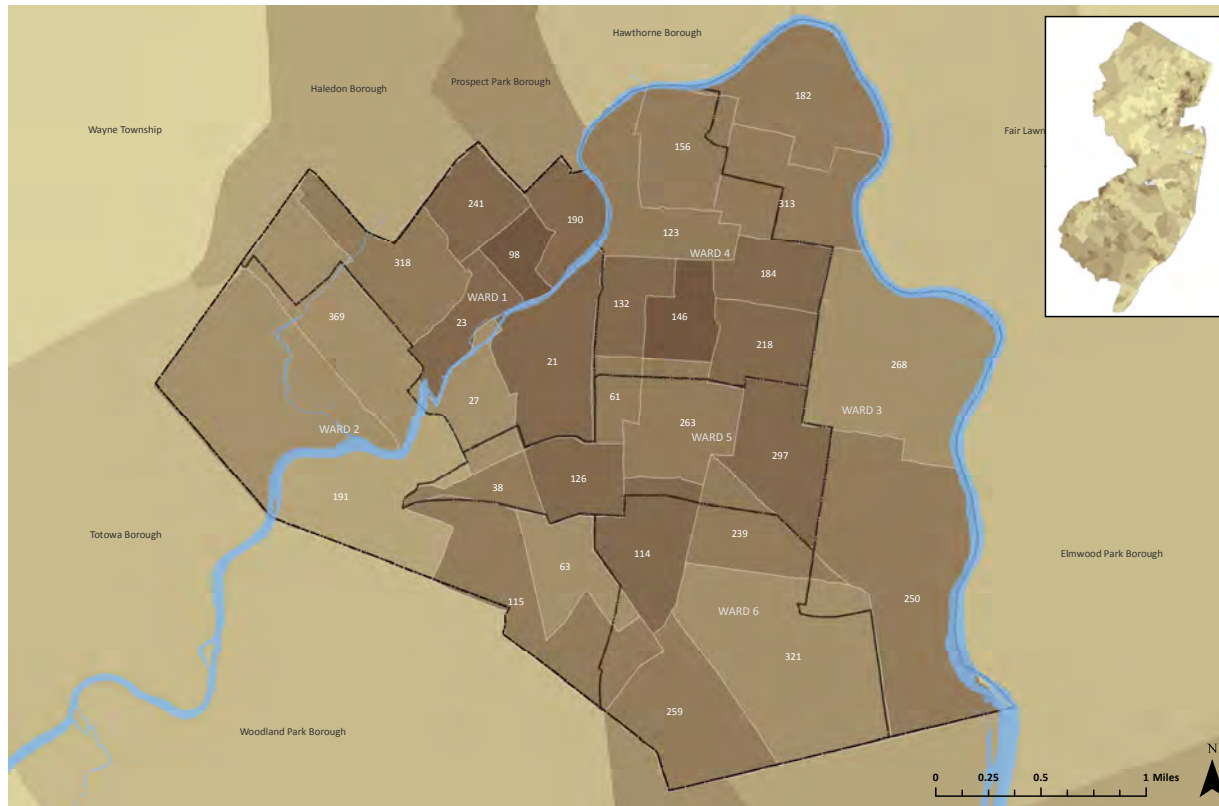 Hawthorne Borough
Prospect Park Borough
Haledon Borough
Wayne Township
Fair Lawn
182
156
241
190
313
123
98
WARD 4
318
184
WARD 1
132
146
369
23
218
21
268
61
27
WARD 3
263
WARD 2
WARD 5
297
126
38
191
Totowa Borough
239
114
Elmwood Park Borough
63
250
115
WARD 6
321
259
Woodland Park Borough
N
0 0.25 0.5 1 Miles